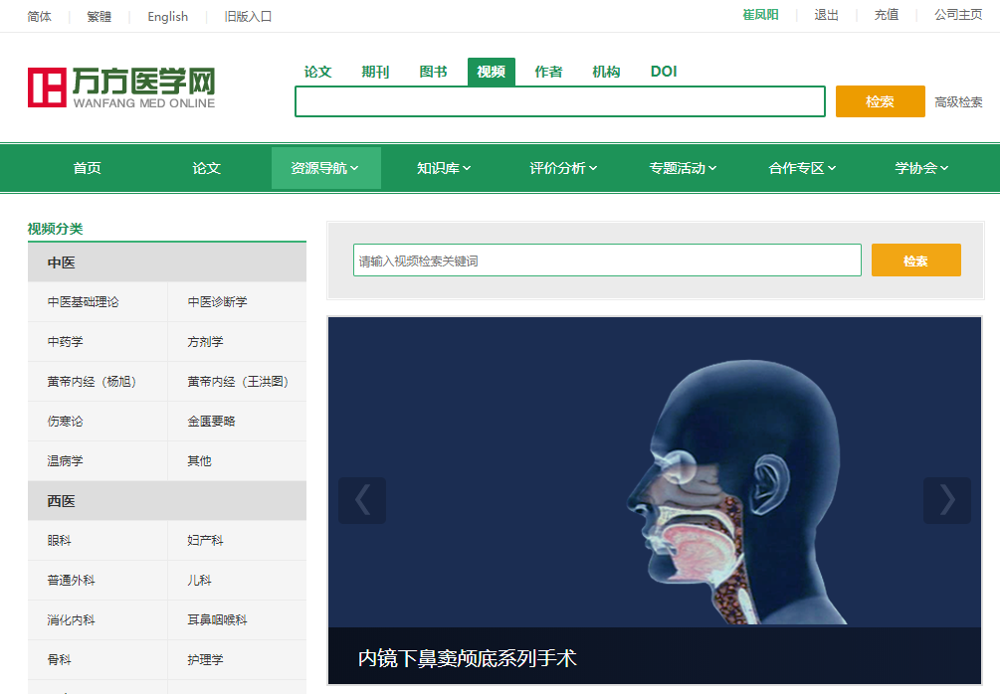 简体 繁體 English 旧版入口 崔凤阳 退出 充值 公司主页
论文 期刊 图书 视频 作者 机构 DOI
万方医学网
WANFANG MED ONLINE
检索 高级检索
首页 论文 资源导航 知识库 评价分析 专题活动 合作专区 学协会
视频分类
中医
中医基础理论 中医诊断学
中药学 方剂学
黄帝内经（杨旭） 黄帝内经（王洪图）
伤寒论 金匮要略
温病学 其他
西医
眼科 妇产科
普通外科 儿科
消化内科 耳鼻咽喉科
骨科 护理学
请输入视频检索关键词 检索
内镜下鼻窦颅底系列手术